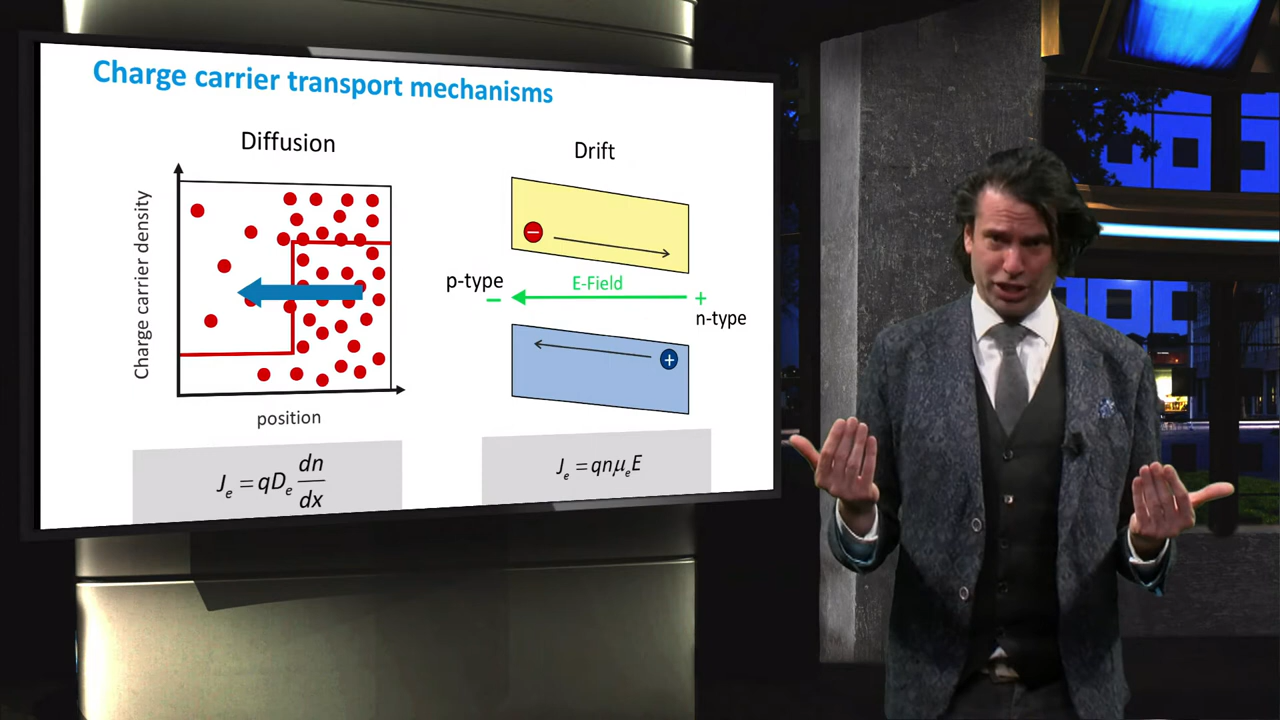 Charge carrier transport mechanisms
Diffusion
Charge carrier density
position
J_e = qD_e dn/dx
Drift
−
p-type
−
E-Field
+
n-type
+
J_e = qnμ_eE